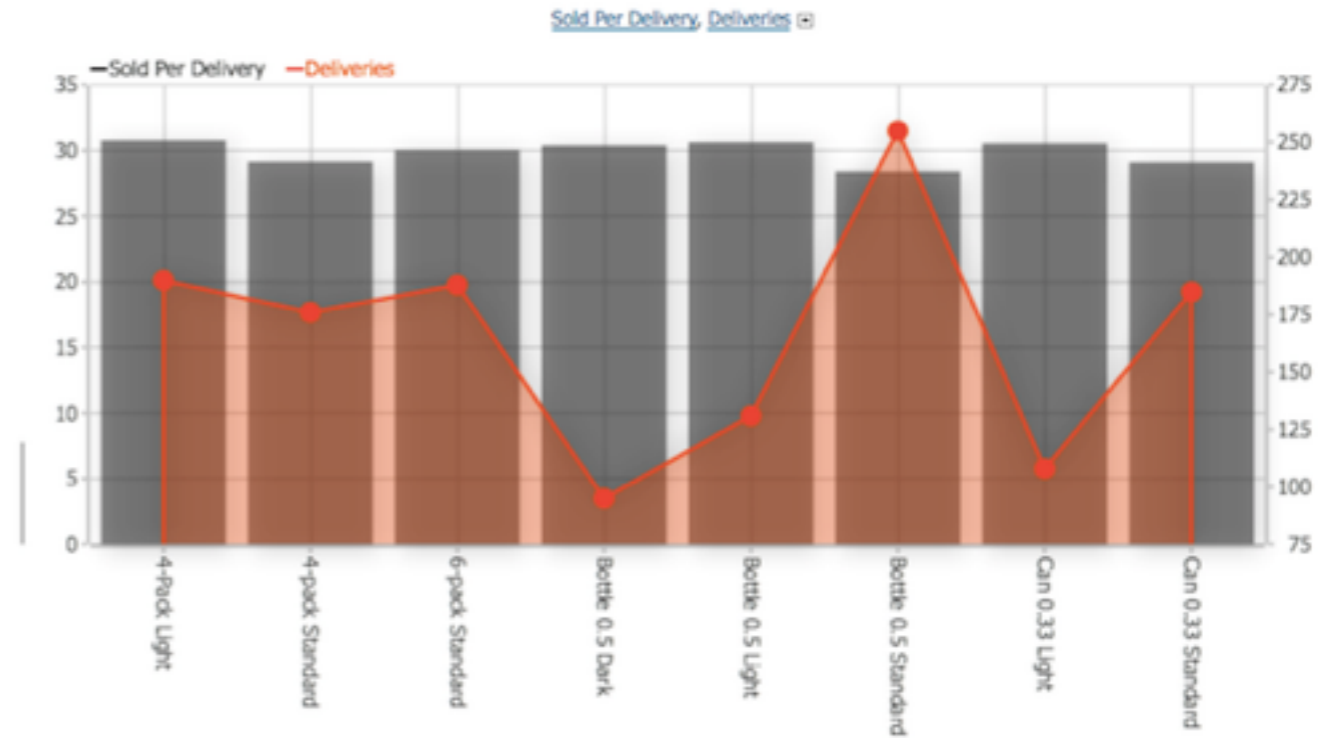 Sold Per Delivery, Deliveries
Sold Per Delivery Deliveries
35 275
30 250
25 225
20 200
15 175
10 150
5 125
0 100
75
4-Pack Light
4-pack Standard
6-pack Standard
Bottle 0.5 Dark
Bottle 0.5 Light
Bottle 0.5 Standard
Can 0.33 Light
Can 0.33 Standard